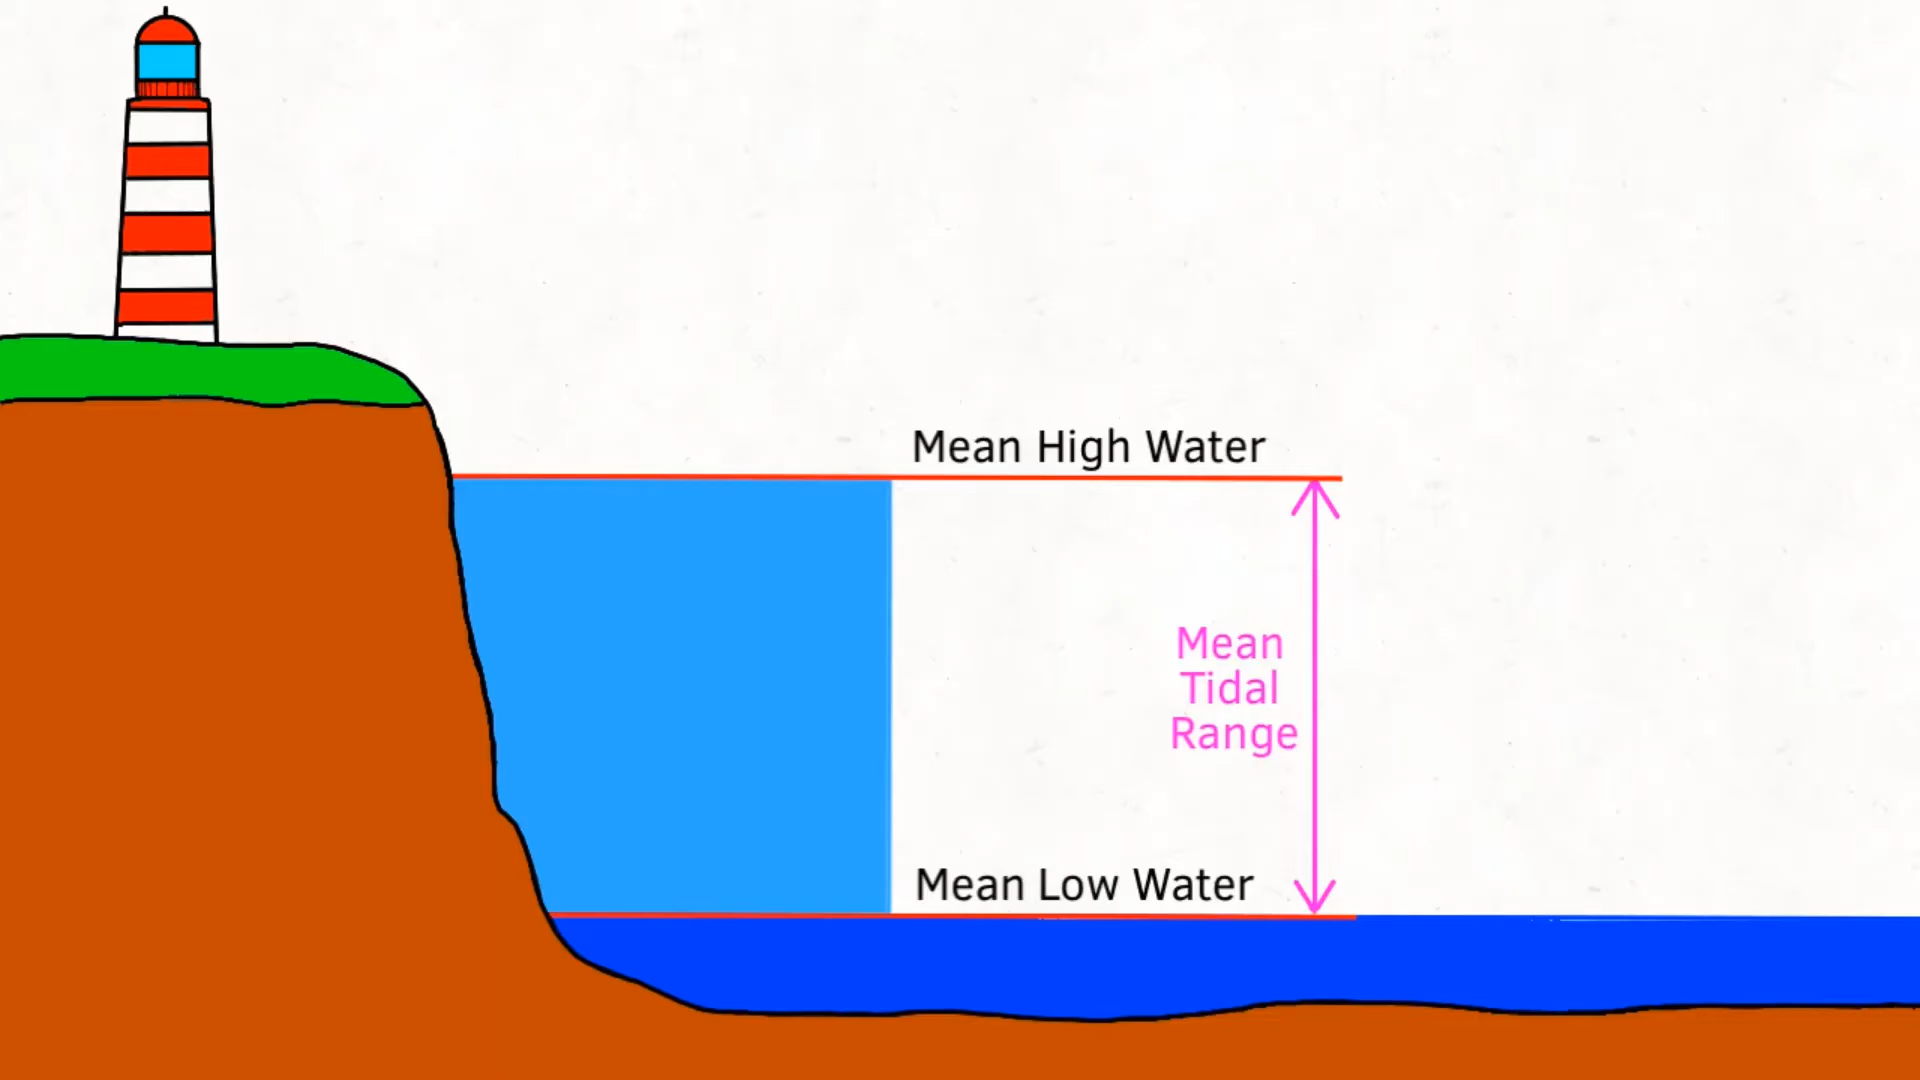 Mean High Water
Mean
Tidal
Range
Mean Low Water